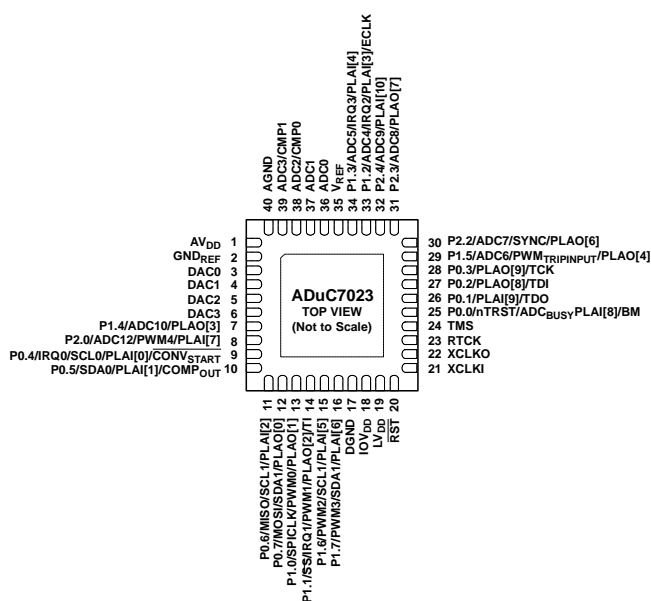 40 AGND
39 ADC3/CMP1
38 ADC2/CMP0
37 ADC1
36 ADC0
35 VREF
34 P1.3/ADC5/IRQ3/PLAI[4]
33 P1.2/ADC4/IRQ2/PLAI[3]/ECLK
32 P2.4/ADC9/PLAI[10]
31 P2.3/ADC8/PLAO[7]
AVDD 1
GNDREF 2
DAC0 3
DAC1 4
DAC2 5
DAC3 6
P1.4/ADC10/PLAO[3] 7
P2.0/ADC12/PWM4/PLAI[7] 8
P0.4/IRQ0/SCL0/PLAI[0]/CONVSTART 9
P0.5/SDA0/PLAI[1]/COMPOUT 10
ADuC7023
TOP VIEW
(Not to Scale)
30 P2.2/ADC7/SYNC/PLAO[6]
29 P1.5/ADC6/PWMTRIPINPUT/PLAO[4]
28 P0.3/PLAO[9]/TCK
27 P0.2/PLAO[8]/TDI
26 P0.1/PLAI[9]/TDO
25 P0.0/nTRST/ADCBUSYPLAI[8]/BM
24 TMS
23 RTCK
22 XCLKO
21 XCLKI
P0.6/MISO/SCL1/PLAI[2] 11
P0.7/MOSI/SDA1/PLAO[0] 12
P1.0/SPICLK/PWM0/PLAO[1] 13
P1.1/SS/IRQ1/PWM1/PLAO[2]/TI 14
P1.6/PWM2/SCL1/PLAI[5] 15
P1.7/PWM3/SDA1/PLAI[6] 16
DGND 17
IOVDD 18
LVDD 19
RST 20